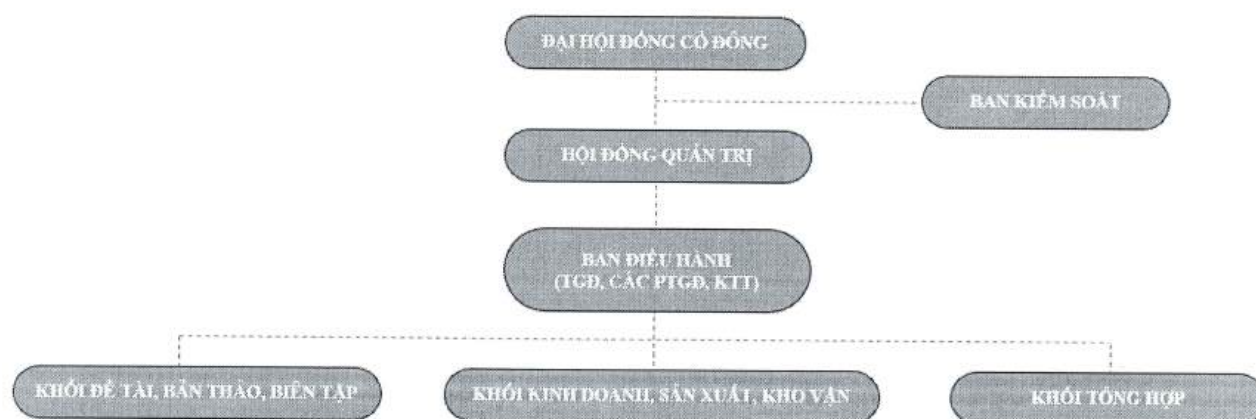 ĐẠI HỘI ĐỒNG CỔ ĐÔNG
BAN KIỂM SOÁT
HỘI ĐỒNG QUẢN TRỊ
BAN ĐIỀU HÀNH
(TGĐ, CÁC PTGĐ, KTT)
KHỐI ĐỀ TÀI, BẢN THẢO, BIÊN TẬP
KHỐI KINH DOANH, SẢN XUẤT, KHO VẬN
KHỐI TỔNG HỢP